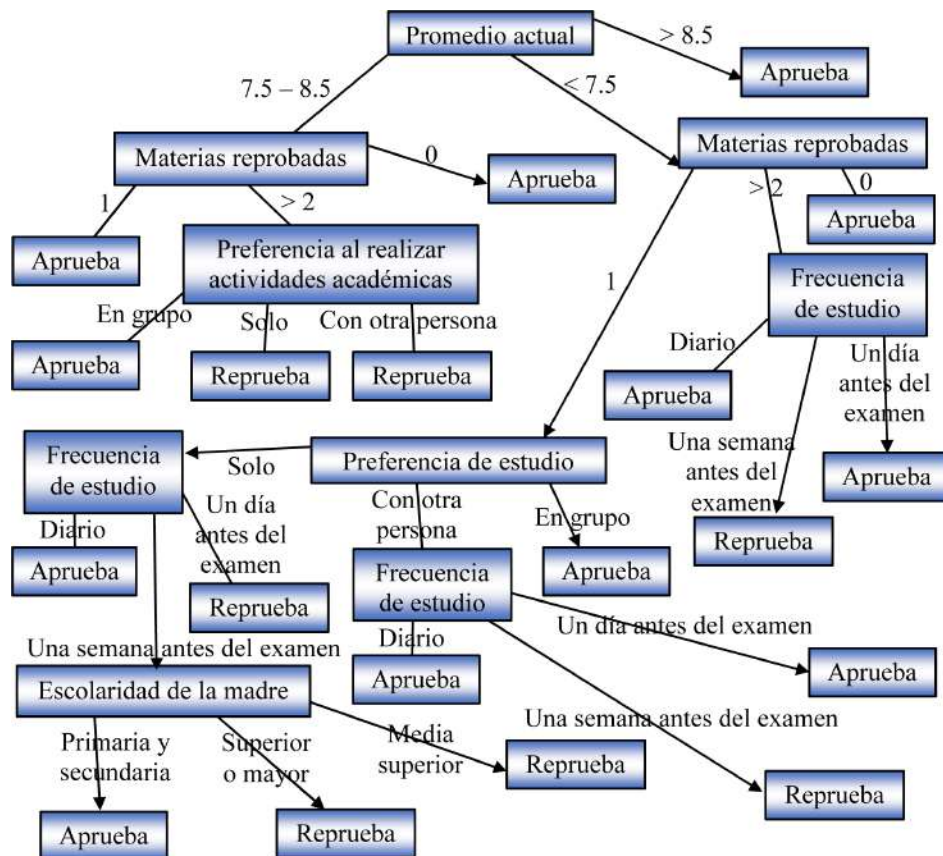 Promedio actual
> 8.5
Aprueba
7.5 – 8.5
< 7.5
Materias reprobadas
0
Aprueba
Materias reprobadas
1
> 2
> 2
0
Aprueba
Aprueba
Preferencia al realizar
actividades académicas
1
Frecuencia
de estudio
En grupo
Solo
Con otra persona
Aprueba
Reprueba
Reprueba
Diario
Aprueba
Un día
antes del
examen
Una semana
antes del
examen
Aprueba
Reprueba
Frecuencia
de estudio
Solo
Preferencia de estudio
Diario
Aprueba
Un día
antes del
examen
Reprueba
Con otra
persona
En grupo
Aprueba
Frecuencia
de estudio
Diario
Aprueba
Un día antes del examen
Aprueba
Una semana antes del examen
Reprueba
Una semana antes del examen
Escolaridad de la madre
Primaria y
secundaria
Superior
o mayor
Media
superior
Reprueba
Aprueba
Reprueba